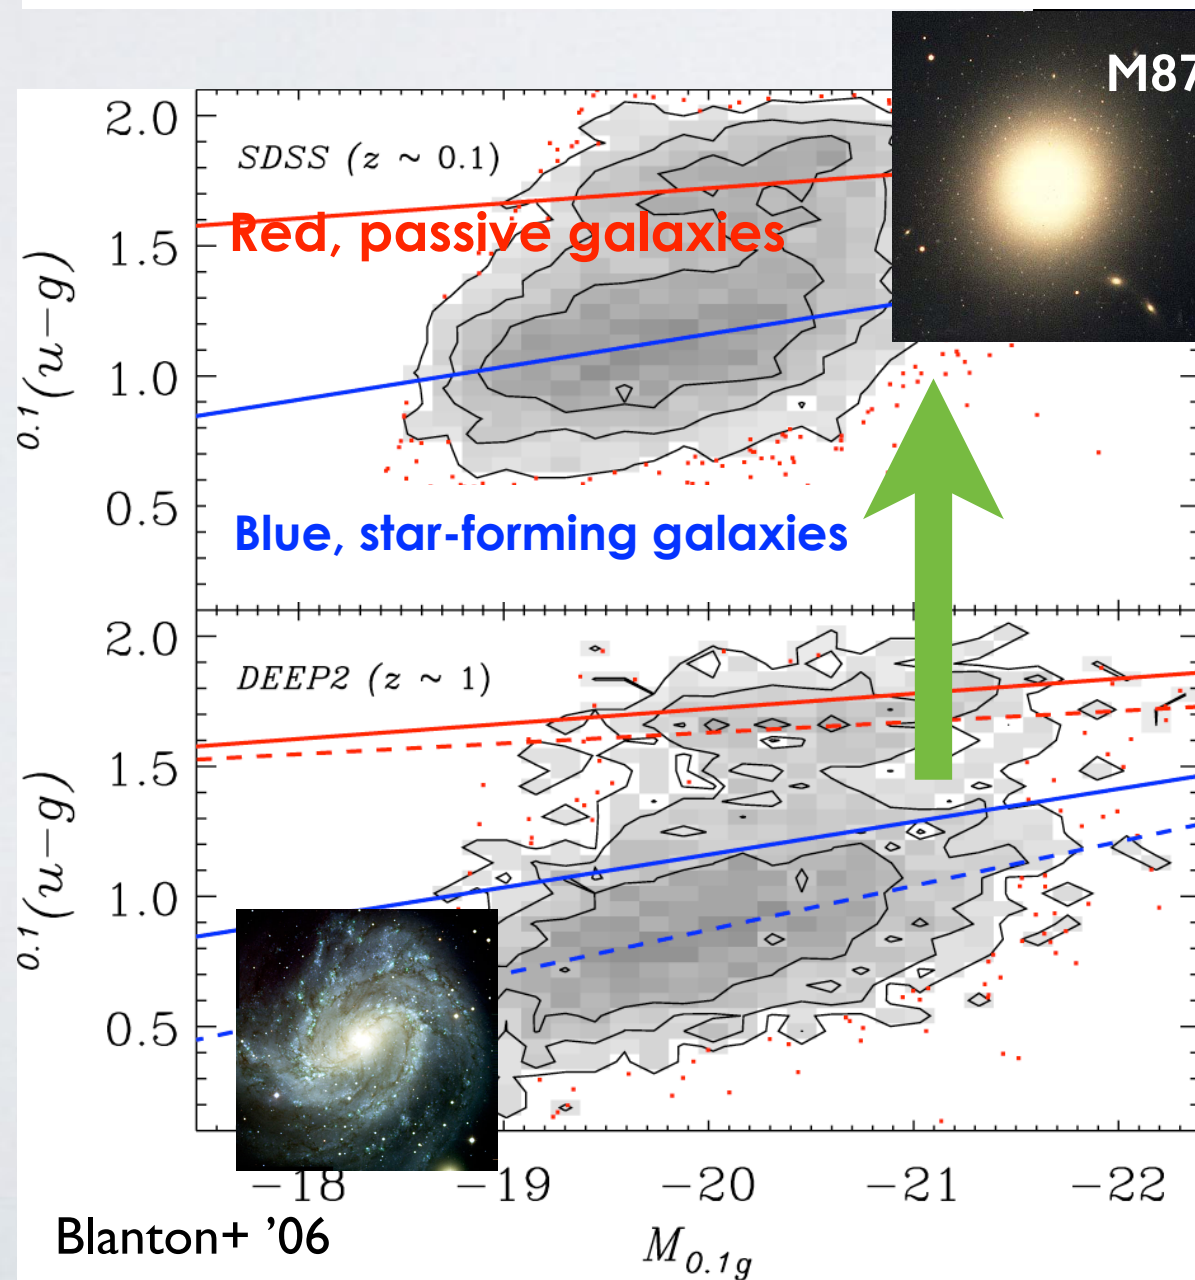 M87
2.0
SDSS (z ∼ 0.1)
Red, passive galaxies
1.5
0.1(u−g)
1.0
0.5
Blue, star-forming galaxies
2.0
DEEP2 (z ∼ 1)
1.5
0.1(u−g)
1.0
0.5
−18 −19 −20 −21 −22
Blanton+ ’06
M0.1g